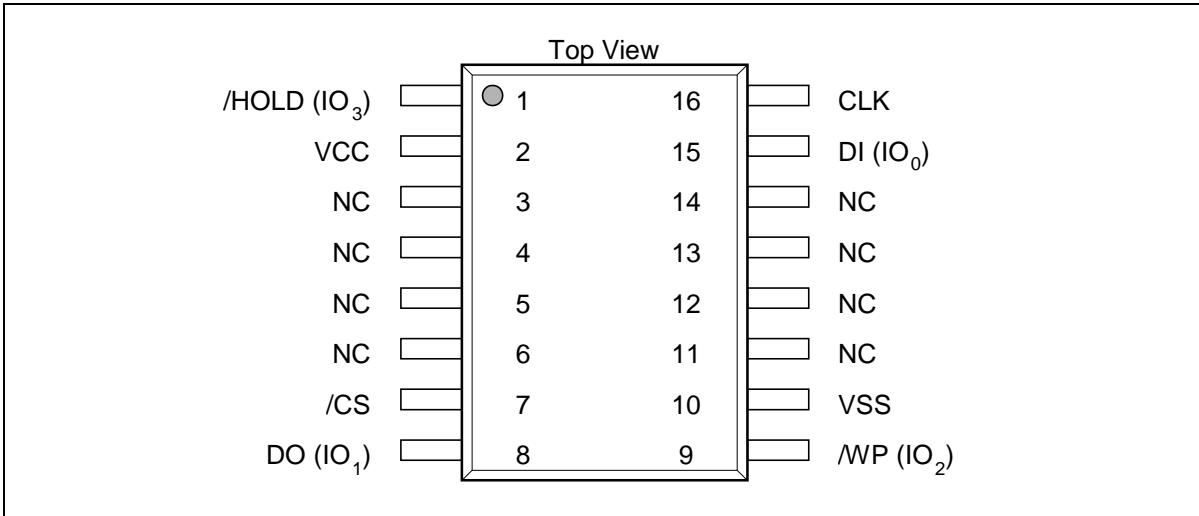 Top View
/HOLD (IO3) 1 16 CLK
VCC 2 15 DI (IO0)
NC 3 14 NC
NC 4 13 NC
NC 5 12 NC
NC 6 11 NC
/CS 7 10 VSS
DO (IO1) 8 9 /WP (IO2)